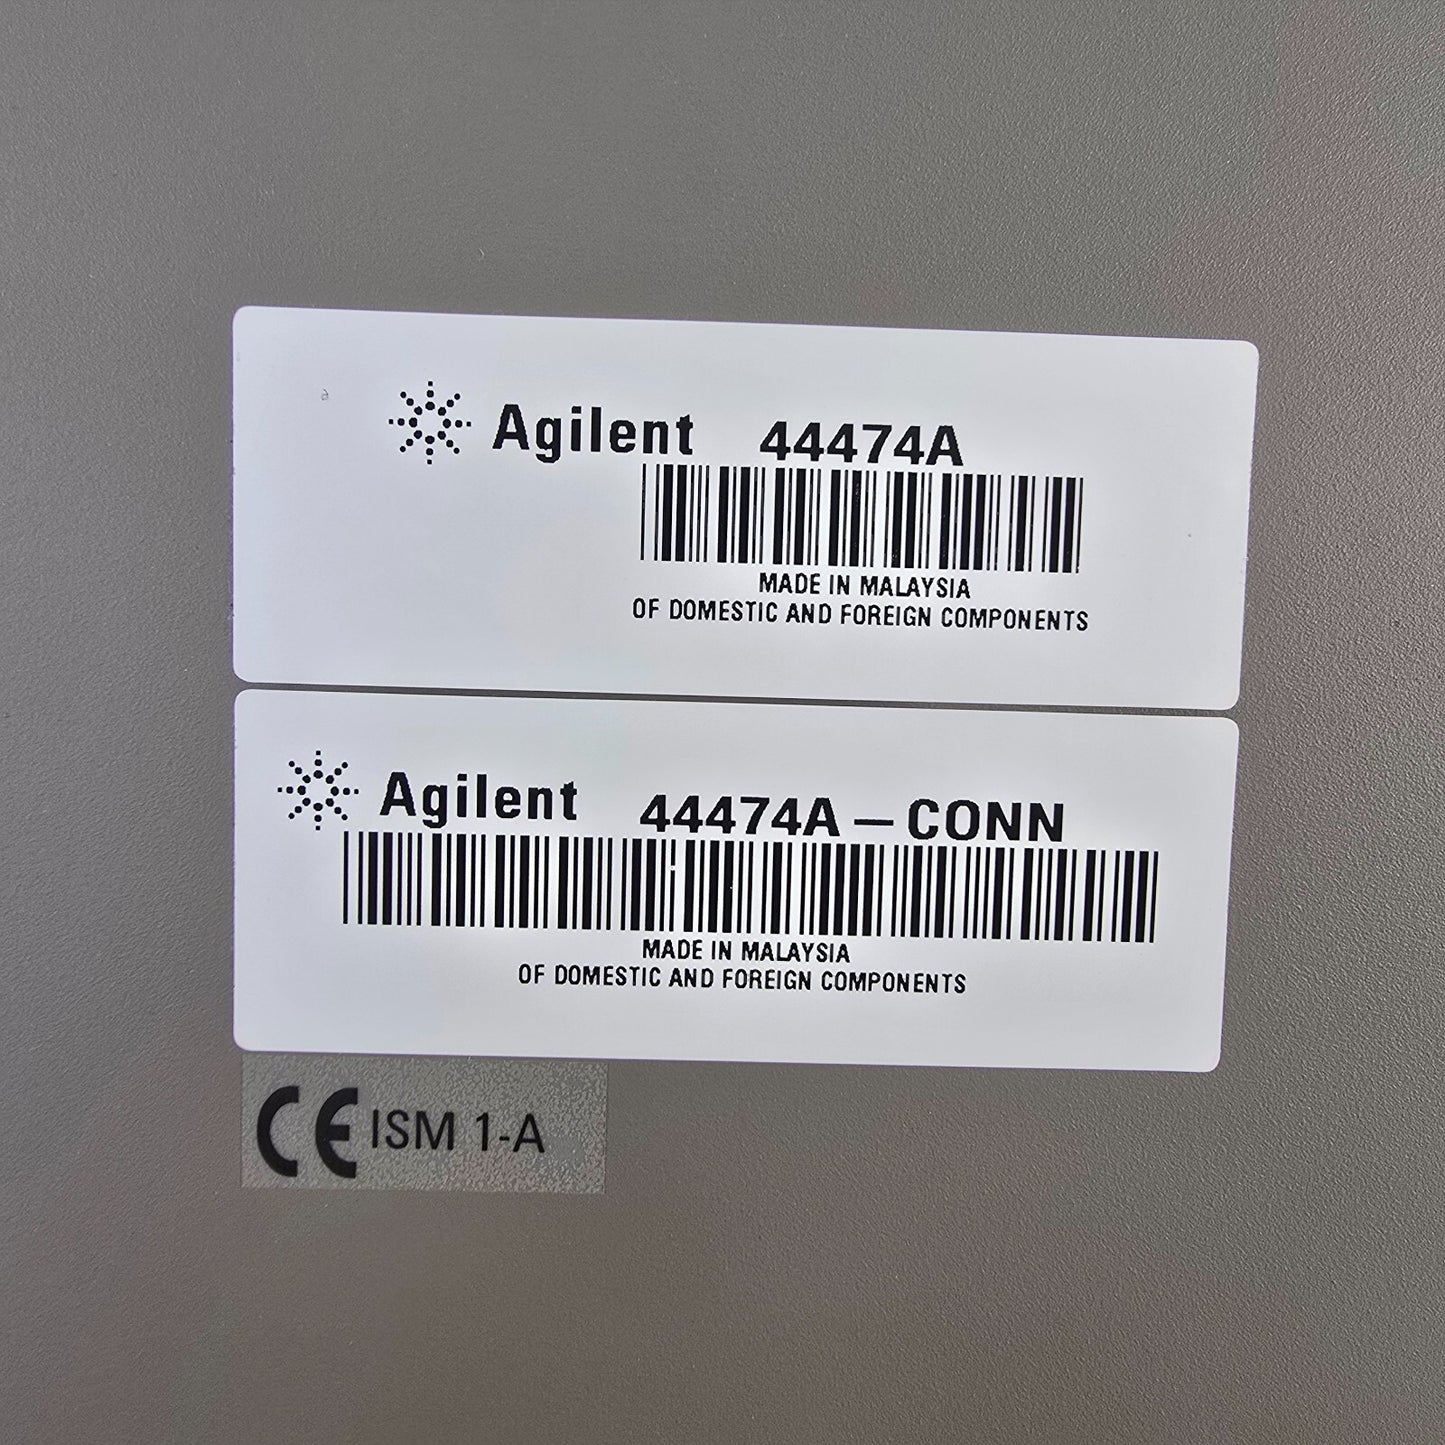 Agilent 44474A
MADE IN MALAYSIA
OF DOMESTIC AND FOREIGN COMPONENTS
Agilent 44474A – CONN
MADE IN MALAYSIA
OF DOMESTIC AND FOREIGN COMPONENTS
CE ISM 1-A